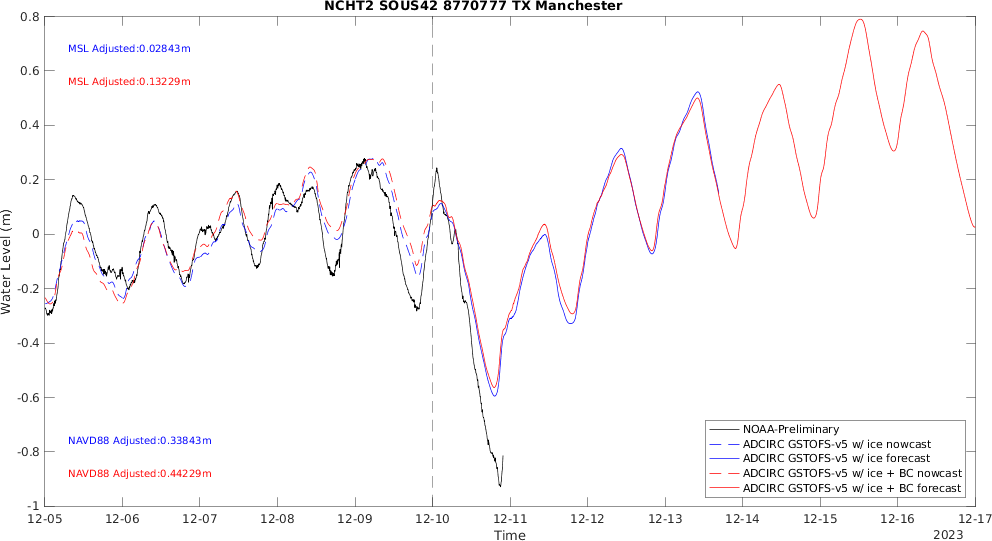 NCHT2 SOUS42 8770777 TX Manchester
MSL Adjusted:0.02843m
MSL Adjusted:0.13229m
NAVD88 Adjusted:0.33843m
NAVD88 Adjusted:0.44229m
Water Level (m)
0.8
0.6
0.4
0.2
0
-0.2
-0.4
-0.6
-0.8
-1
NOAA-Preliminary
ADCIRC GSTOFS-v5 w/ ice nowcast
ADCIRC GSTOFS-v5 w/ ice forecast
ADCIRC GSTOFS-v5 w/ ice + BC nowcast
ADCIRC GSTOFS-v5 w/ ice + BC forecast
12-05 12-06 12-07 12-08 12-09 12-10 12-11 12-12 12-13 12-14 12-15 12-16 12-17
Time
2023